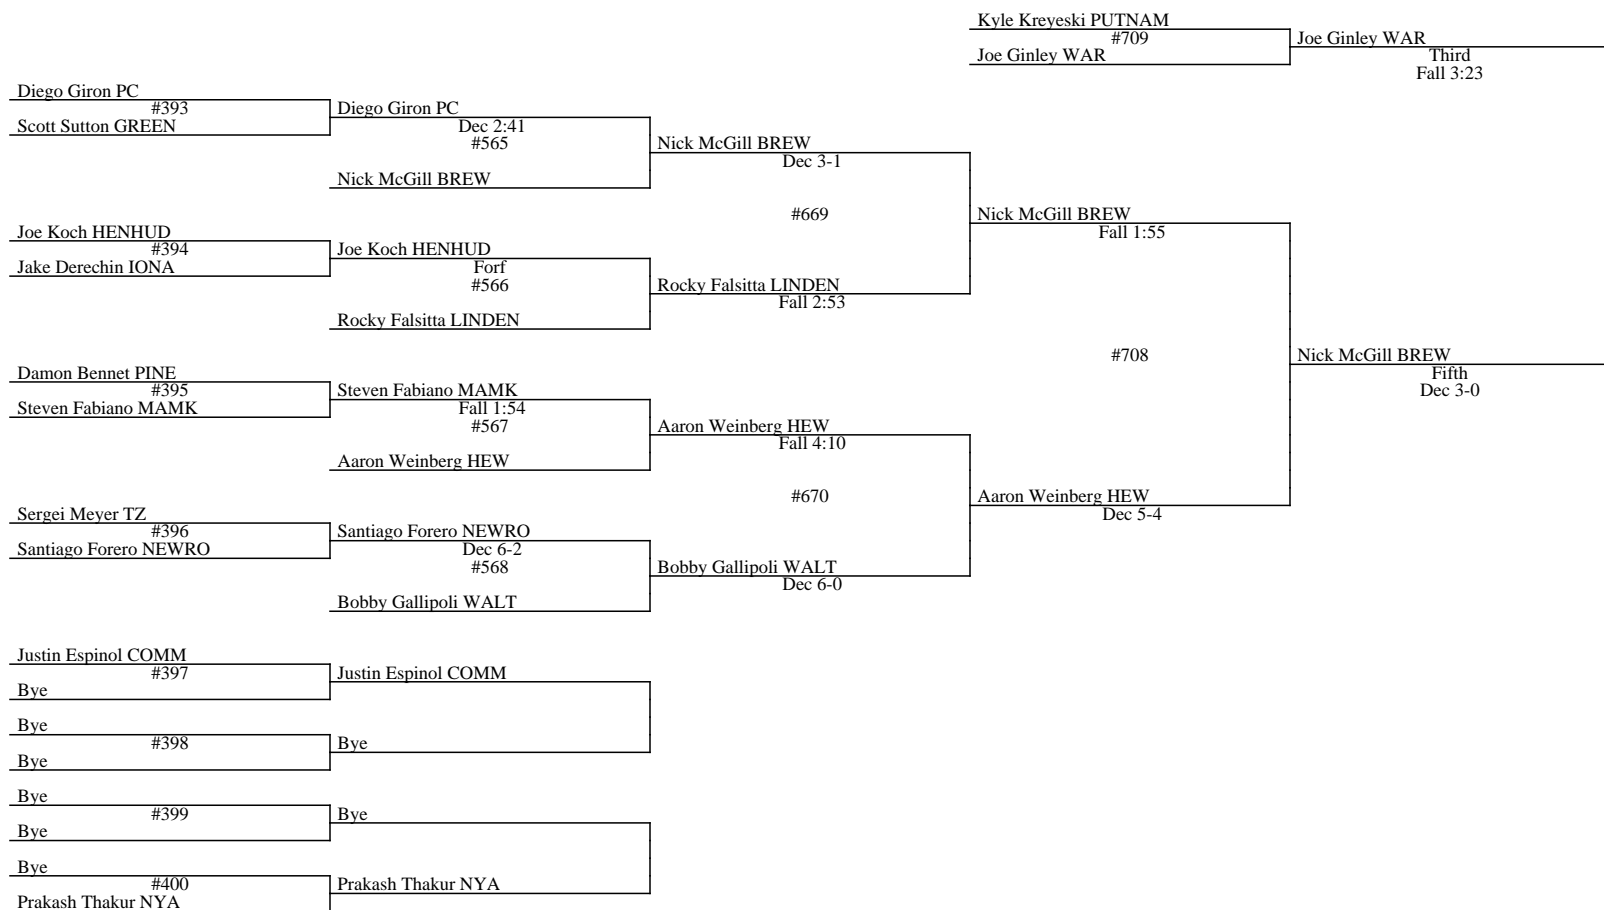 Kyle Kreyeski PUTNAM
#709
Joe Ginley WAR
Joe Ginley WAR
Third
Fall 3:23
Diego Giron PC
#393
Scott Sutton GREEN
Diego Giron PC
Dec 2:41
#565
Nick McGill BREW
Nick McGill BREW
Dec 3-1
#669
Joe Koch HENHUD
#394
Jake Derechin IONA
Joe Koch HENHUD
Forf
#566
Rocky Falsitta LINDEN
Rocky Falsitta LINDEN
Fall 2:53
Nick McGill BREW
Fall 1:55
#708
Nick McGill BREW
Fifth
Dec 3-0
Damon Bennet PINE
#395
Steven Fabiano MAMK
Steven Fabiano MAMK
Fall 1:54
#567
Aaron Weinberg HEW
Aaron Weinberg HEW
Fall 4:10
#670
Aaron Weinberg HEW
Dec 5-4
Sergei Meyer TZ
#396
Santiago Forero NEWRO
Santiago Forero NEWRO
Dec 6-2
#568
Bobby Gallipoli WALT
Bobby Gallipoli WALT
Dec 6-0
Justin Espinol COMM
#397
Bye
Justin Espinol COMM
Bye
#398
Bye
Bye
Bye
#399
Bye
Bye
Bye
#400
Prakash Thakur NYA
Prakash Thakur NYA